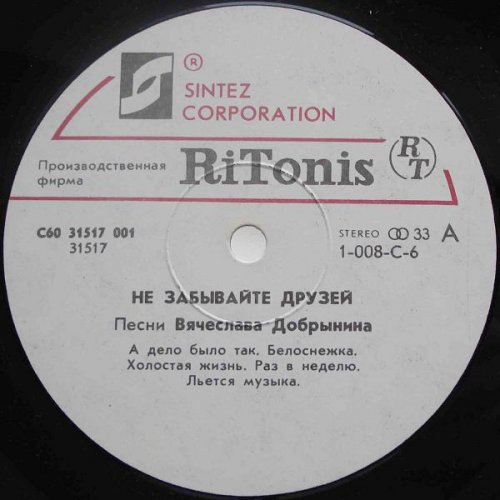 ®
SINTEZ
CORPORATION
Производственная
фирма
RiTonis
RT
С60 31517 001
31517
STEREO 33 A
1-008-С-6
НЕ ЗАБЫВАЙТЕ ДРУЗЕЙ
Песни Вячеслава Добрынина
А дело было так. Белоснежка.
Холостая жизнь. Раз в неделю.
Льется музыка.